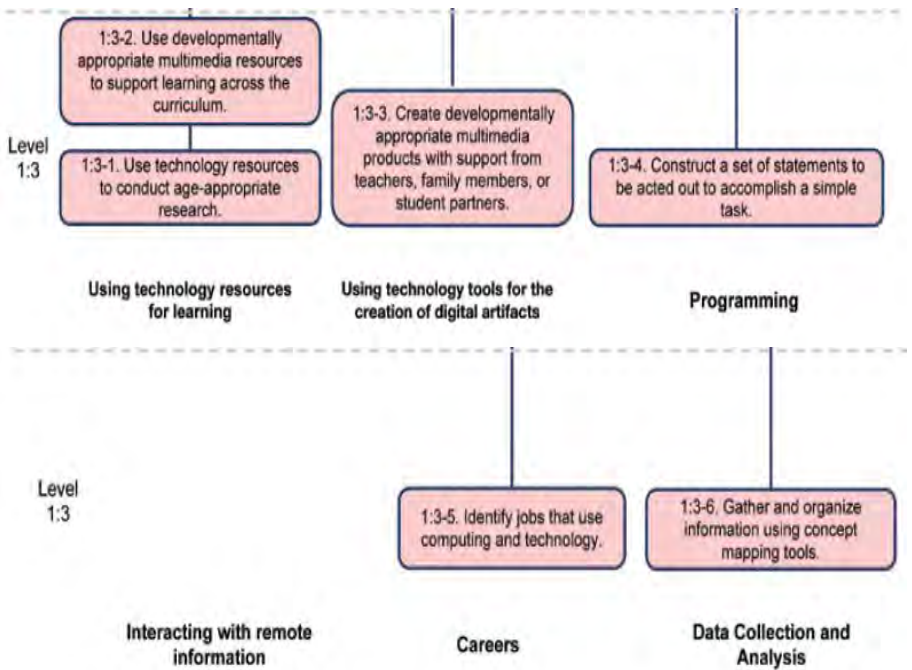 1:3-2. Use developmentally
appropriate multimedia resources
to support learning across the
curriculum.
1:3-3. Create developmentally
appropriate multimedia
products with support from
teachers, family members, or
student partners.
Level
1:3
1:3-1. Use technology resources
to conduct age-appropriate
research.
1:3-4. Construct a set of statements to
be acted out to accomplish a simple
task.
Using technology resources
for learning
Using technology tools for the
creation of digital artifacts
Programming
Level
1:3
1:3-5. Identify jobs that use
computing and technology.
1:3-6. Gather and organize
information using concept
mapping tools.
Interacting with remote
information
Careers
Data Collection and
Analysis